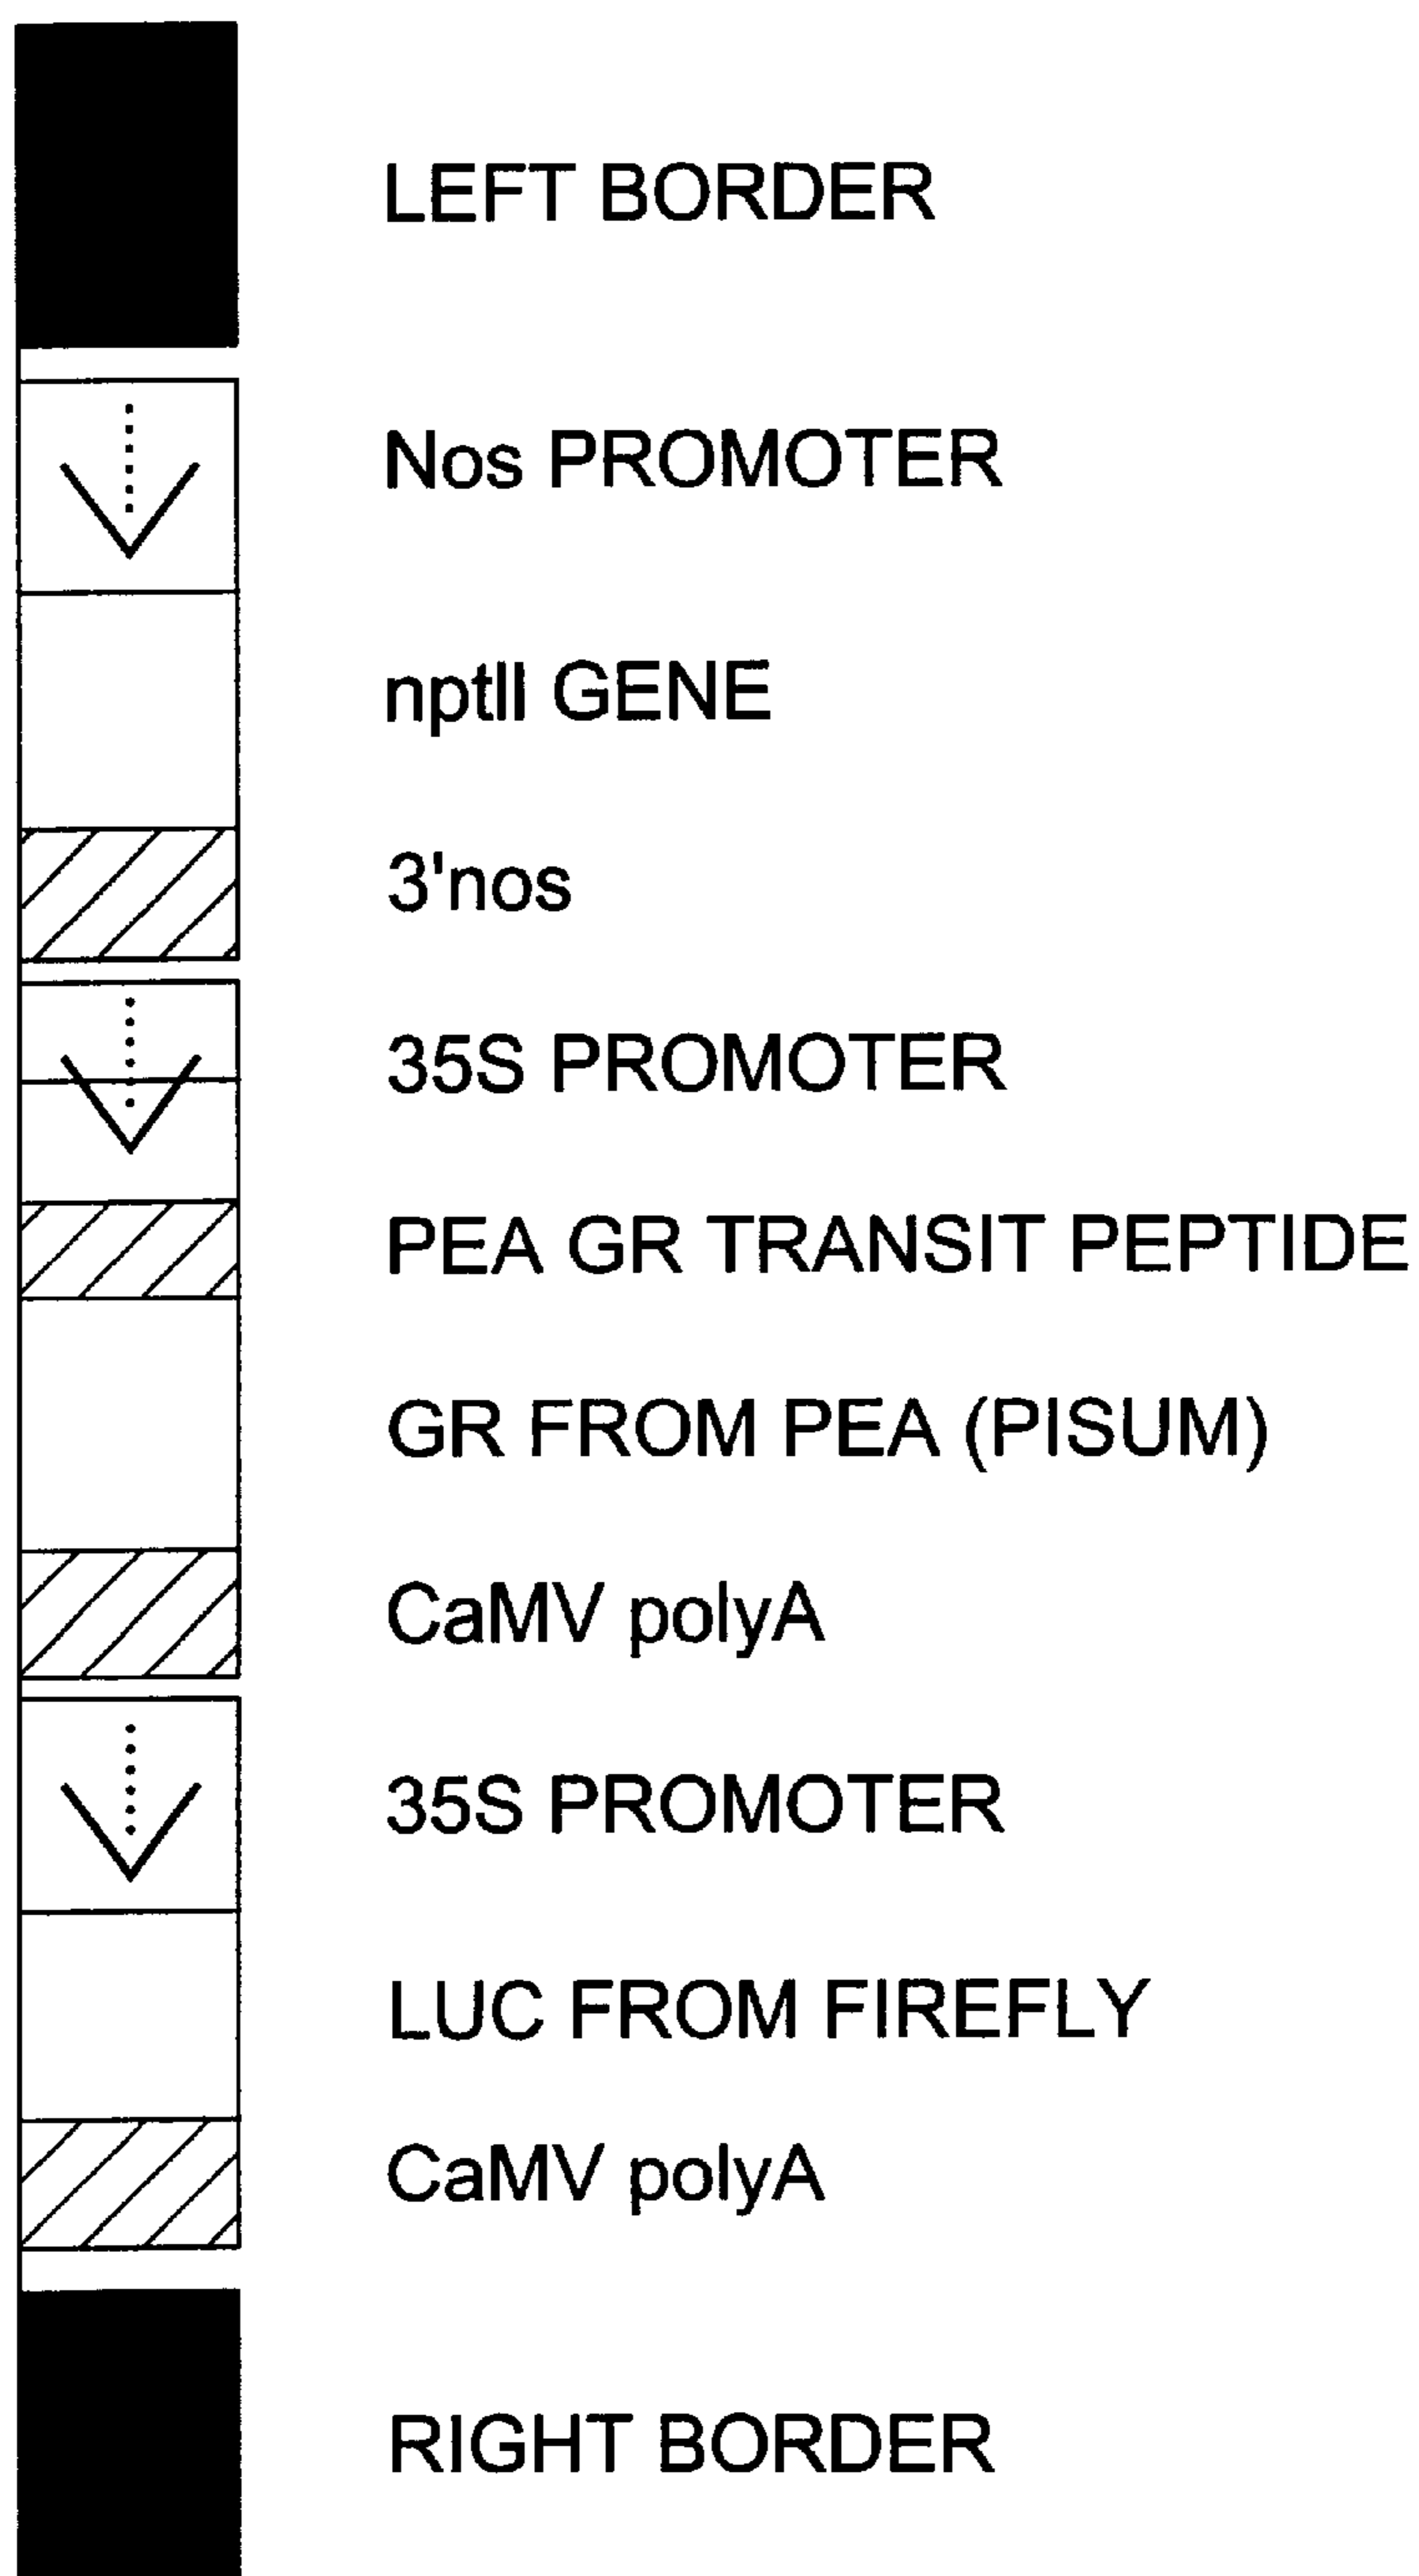 LEFT BORDER
Nos PROMOTER
nptII GENE
3'nos
35S PROMOTER
PEA GR TRANSIT PEPTIDE
GR FROM PEA (PISUM)
CaMV polyA
35S PROMOTER
LUC FROM FIREFLY
CaMV polyA
RIGHT BORDER